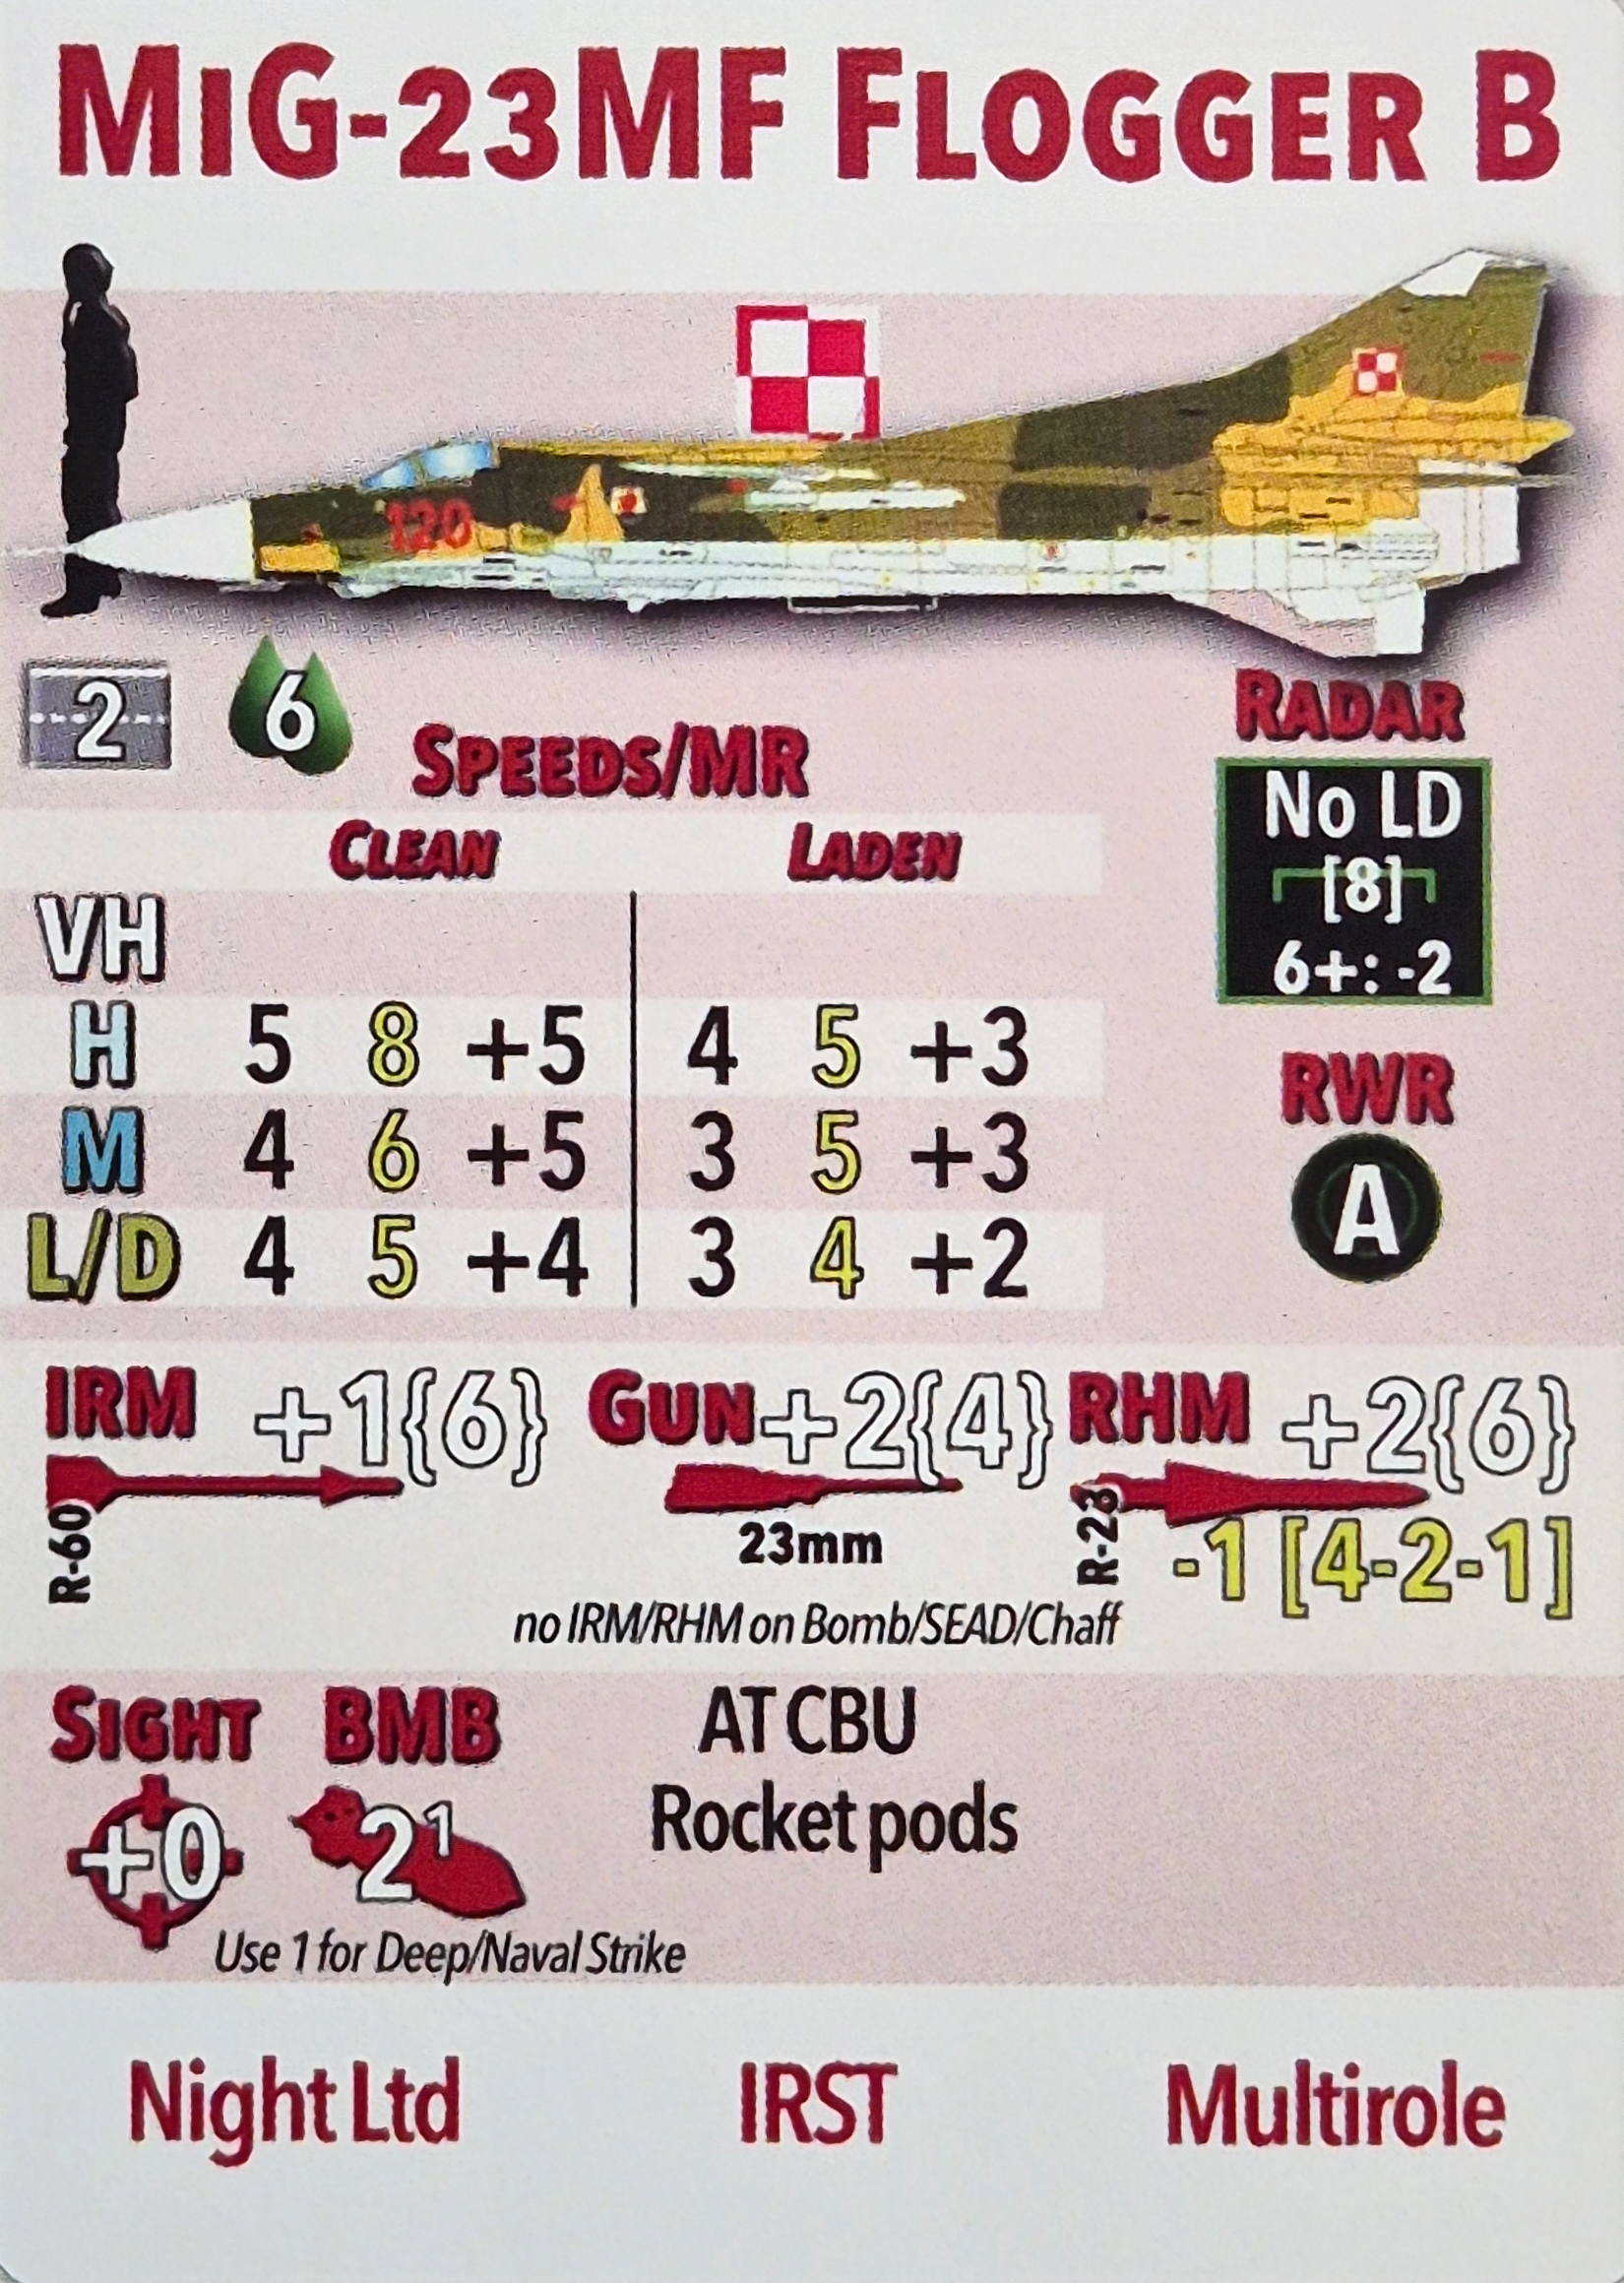 MiG-23MF Flogger B
120
2 6
Speeds/MR
Radar
No LD
[8]
6+: -2
Clean Laden
VH
H 5 8 +5 4 5 +3
M 4 6 +5 3 5 +3
L/D 4 5 +4 3 4 +2
RWR
A
IRM +1{6} Gun +2{4} RHM +2{6}
R-60 23mm R-23 -1 [4-2-1]
no IRM/RHM on Bomb/SEAD/Chaff
Sight BMB AT CBU
+0 2¹ Rocket pods
Use 1 for Deep/Naval Strike
Night Ltd IRST Multirole